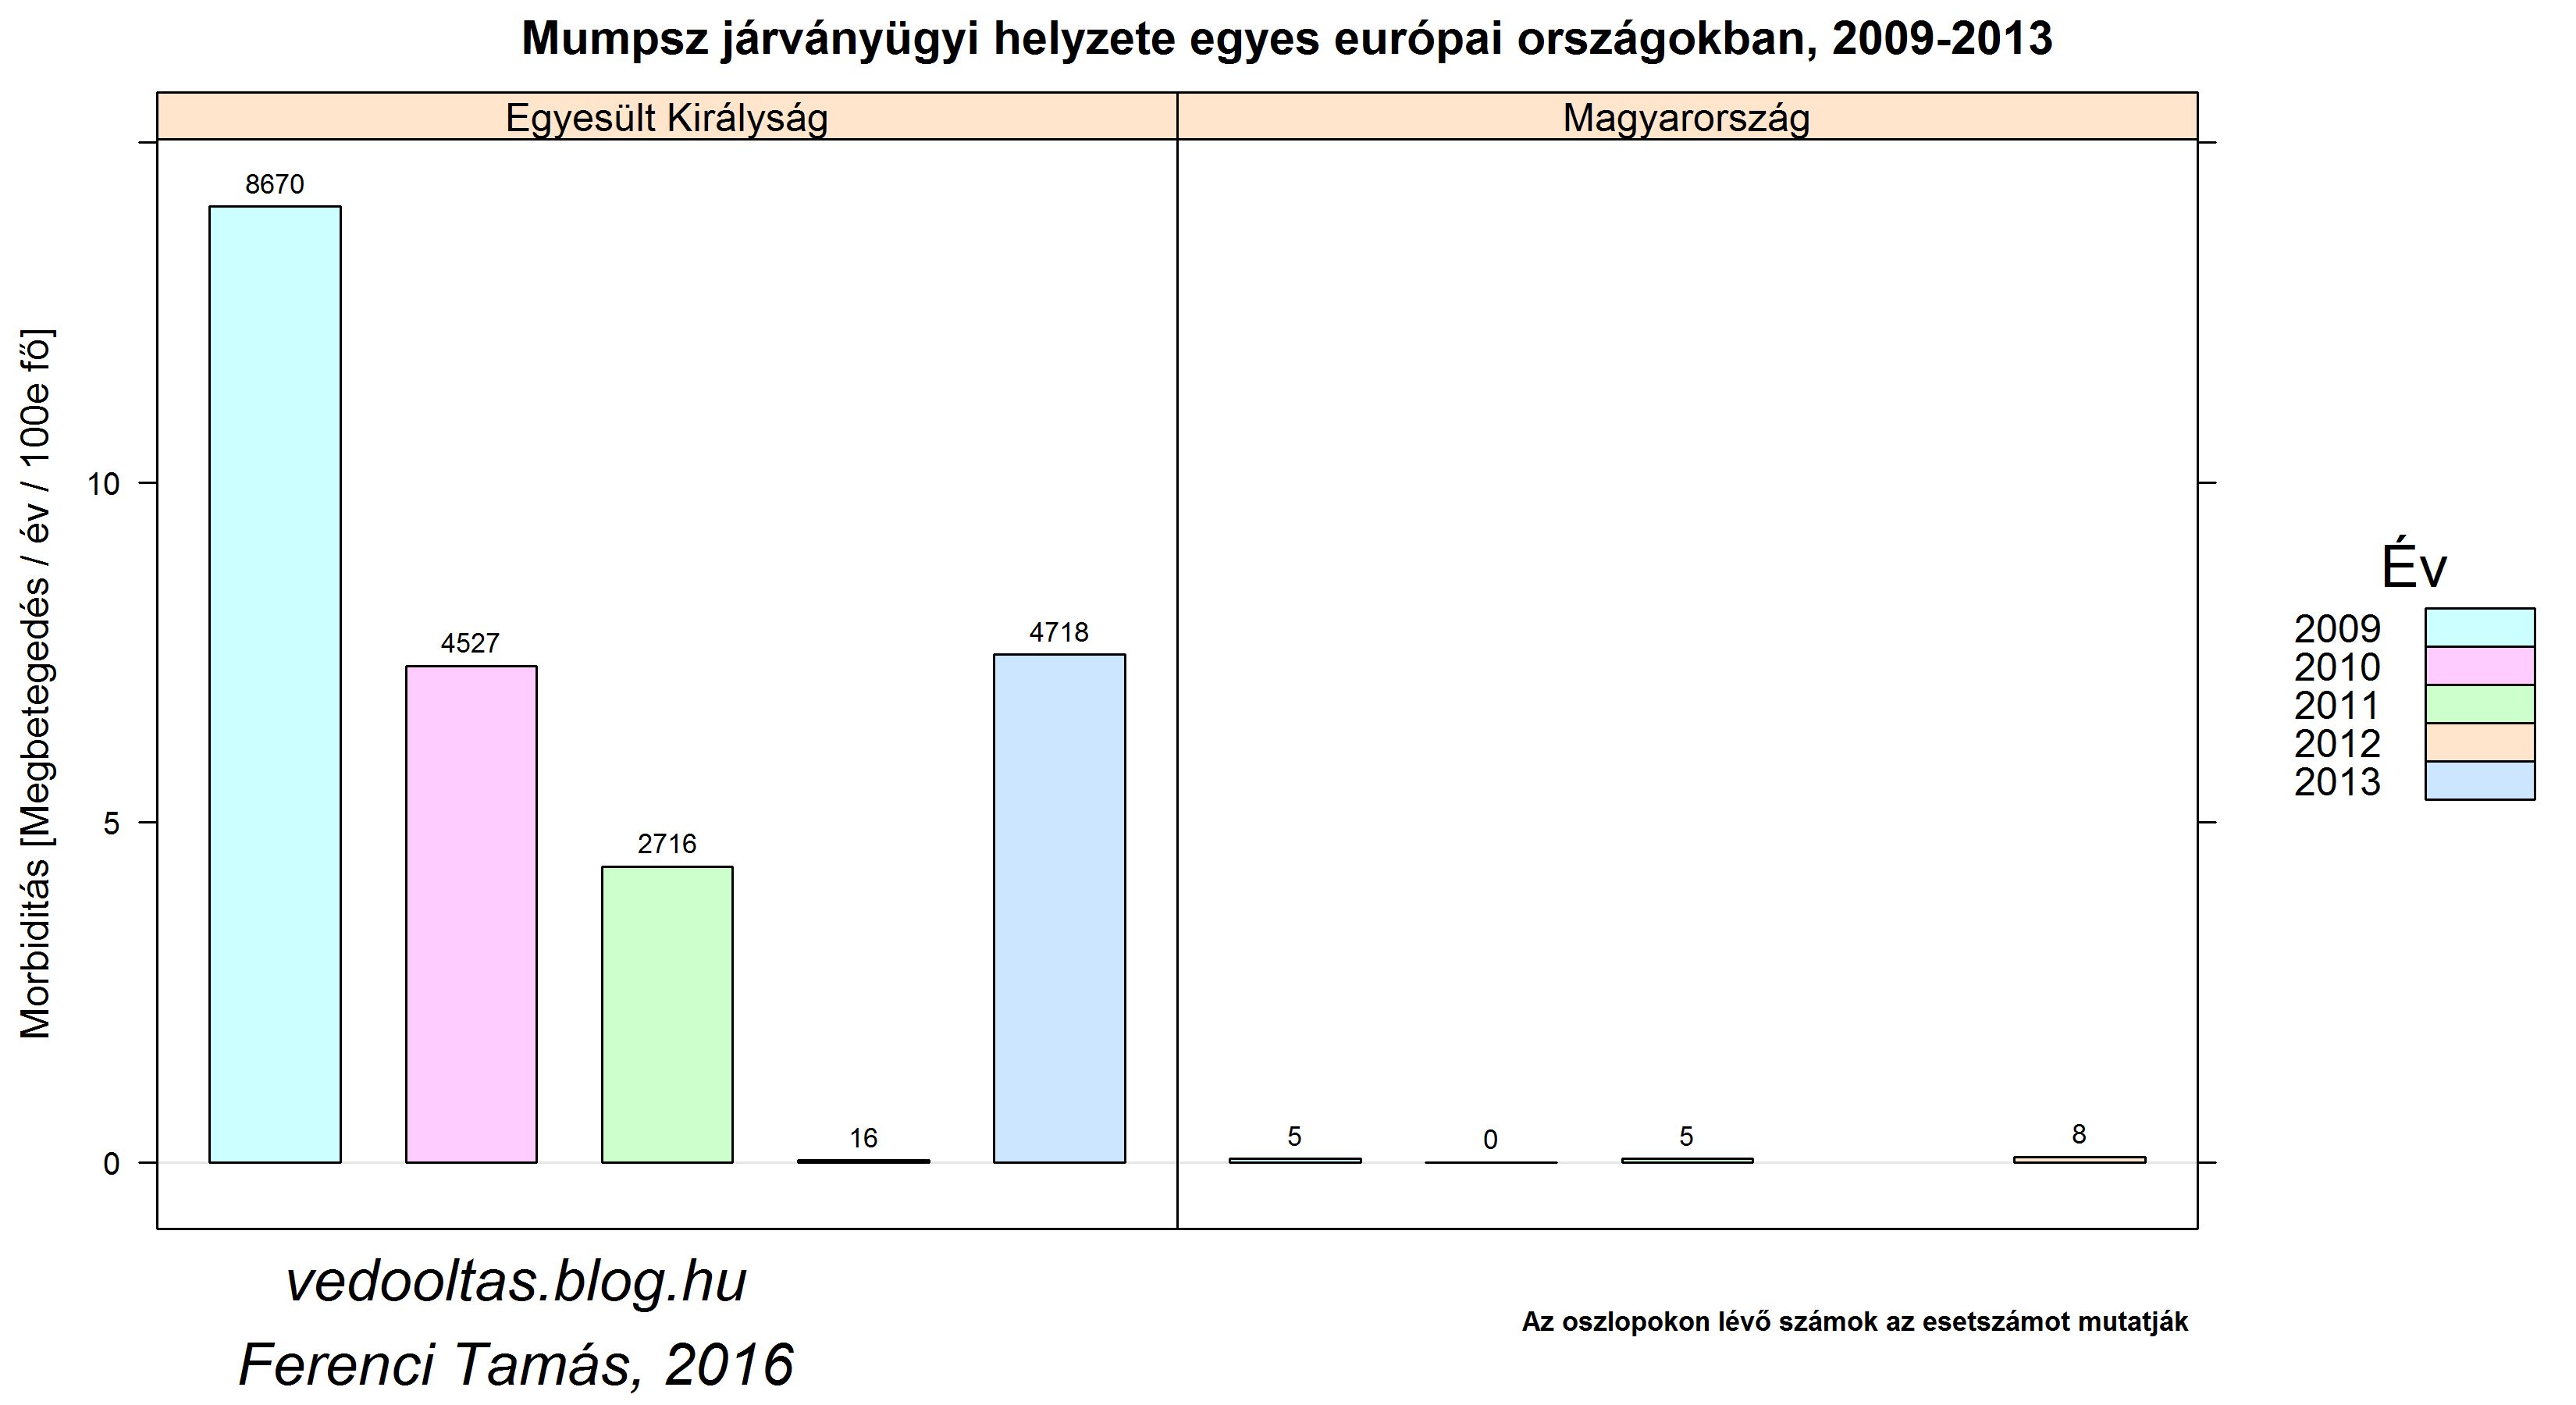 Mumpsz járványügyi helyzete egyes európai országokban, 2009-2013
Egyesült Királyság
Magyarország
Morbiditás [Megbetegedés / év / 100e fő]
10
5
0
8670
4527
2716
16
4718
5
0
5
8
Év
2009
2010
2011
2012
2013
vedooltas.blog.hu
Ferenci Tamás, 2016
Az oszlopokon lévő számok az esetszámot mutatják